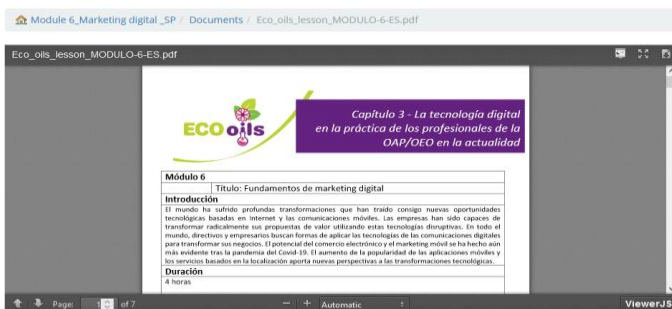 Module 6_Marketing digital _SP / Documents / Eco_oils_lesson_MODULO-6-ES.pdf
Eco_oils_lesson_MODULO-6-ES.pdf
ECO oils
Capítulo 3 - La tecnología digital
en la práctica de los profesionales de la
OAP/OEO en la actualidad
Módulo 6
Título: Fundamentos de marketing digital
Introducción
El mundo ha sufrido profundas transformaciones que han traído consigo nuevas oportunidades
tecnológicas basadas en Internet y las comunicaciones móviles. Las empresas han sido capaces de
transformar radicalmente sus propuestas de valor utilizando estas tecnologías disruptivas. En todo el
mundo, directivos y empresarios buscan formas de aplicar las tecnologías de las comunicaciones digitales
para transformar sus negocios. El potencial del comercio electrónico y el marketing móvil se ha hecho aún
más evidente tras la pandemia del Covid-19. El aumento de la popularidad de las aplicaciones móviles y
los servicios basados en la localización aporta nuevas perspectivas a las transformaciones tecnológicas.
Duración
4 horas
Page: 1 of 7 − + Automatic ViewerJS